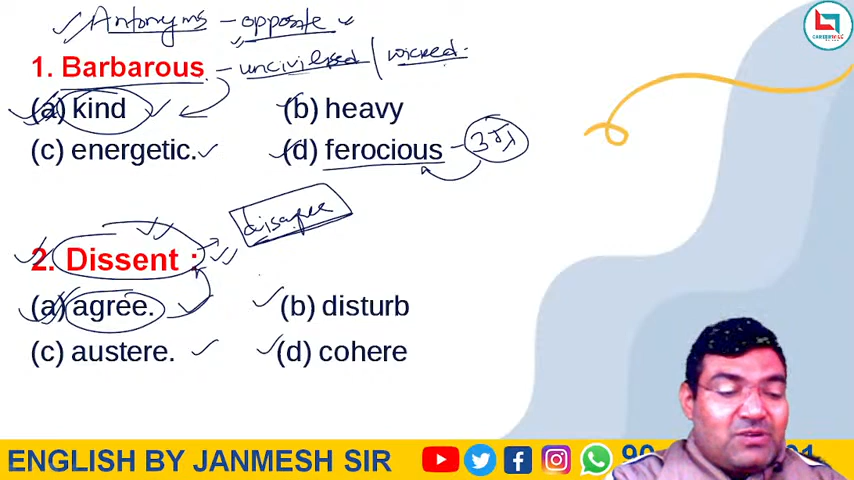 Antonyms - opposite
1. Barbarous - uncivilised / wicked.
(a) kind (b) heavy
(c) energetic. (d) ferocious -
disagree
2. Dissent :
(a) agree. (b) disturb
(c) austere. (d) cohere
ENGLISH BY JANMESH SIR